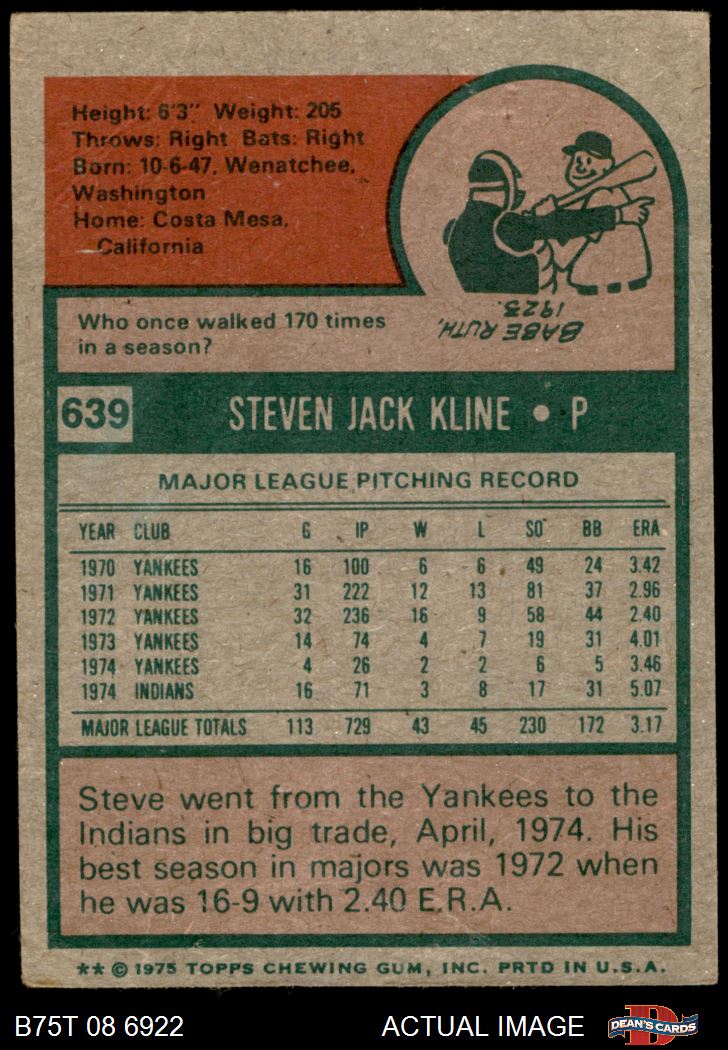 Height: 6'3" Weight: 205
Throws: Right Bats: Right
Born: 10-6-47, Wenatchee,
Washington
Home: Costa Mesa,
California
Who once walked 170 times
in a season?
BABE RUTH,
1923.
639 STEVEN JACK KLINE • P
MAJOR LEAGUE PITCHING RECORD
YEAR CLUB G IP W L SO BB ERA
1970 YANKEES 16 100 6 6 49 24 3.42
1971 YANKEES 31 222 12 13 81 37 2.96
1972 YANKEES 32 236 16 9 58 44 2.40
1973 YANKEES 14 74 4 7 19 31 4.01
1974 YANKEES 4 26 2 2 6 5 3.46
1974 INDIANS 16 71 3 8 17 31 5.07
MAJOR LEAGUE TOTALS 113 729 43 45 230 172 3.17
Steve went from the Yankees to the
Indians in big trade, April, 1974. His
best season in majors was 1972 when
he was 16-9 with 2.40 E.R.A.
** © 1975 TOPPS CHEWING GUM, INC. PRTD IN U.S.A.
B75T 08 6922 ACTUAL IMAGE D DEAN'S CARDS